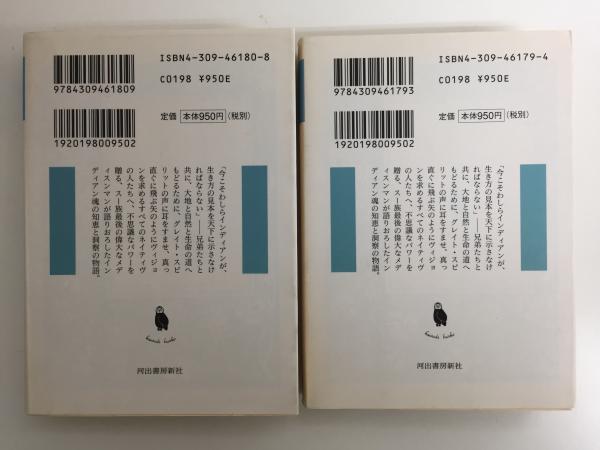 ISBN4-309-46180-8
9784309461809
C0198 ¥950E
定価 本体950円(税別)
1920198009502
「今こそわしらインディアンが、
生き方の見本を天下に示さなけ
ればならない」――兄弟たちと
共に、大地と自然と生命の道へ
もどるために、グレイト・スピ
リットの声に耳をすませ、真っ
直ぐに飛ぶ矢のようにヴィジョ
ンを求めるすべてのネイティヴ
の人たちへ、不思議なパワーを
贈る、スー族最後の偉大なメデ
ィスンマンが語りおろしたイン
ディアン魂の知恵と洞察の物語。
kawade bunko
河出書房新社
ISBN4-309-46179-4
9784309461793
C0198 ¥950E
定価 本体950円(税別)
1920198009502
「今こそわしらインディアンが、
生き方の見本を天下に示さなけ
ればならない」――兄弟たちと
共に、大地と自然と生命の道へ
もどるために、グレイト・スピ
リットの声に耳をすませ、真っ
直ぐに飛ぶ矢のようにヴィジョ
ンを求めるすべてのネイティヴ
の人たちへ、不思議なパワーを
贈る、スー族最後の偉大なメデ
ィスンマンが語りおろしたイン
ディアン魂の知恵と洞察の物語。
kawade bunko
河出書房新社